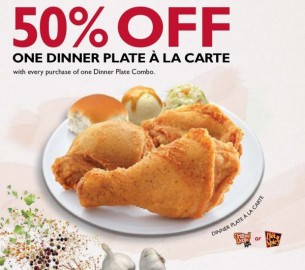 50% OFF
ONE DINNER PLATE À LA CARTE
with every purchase of one Dinner Plate Combo.
DINNER PLATE À LA CARTE
or